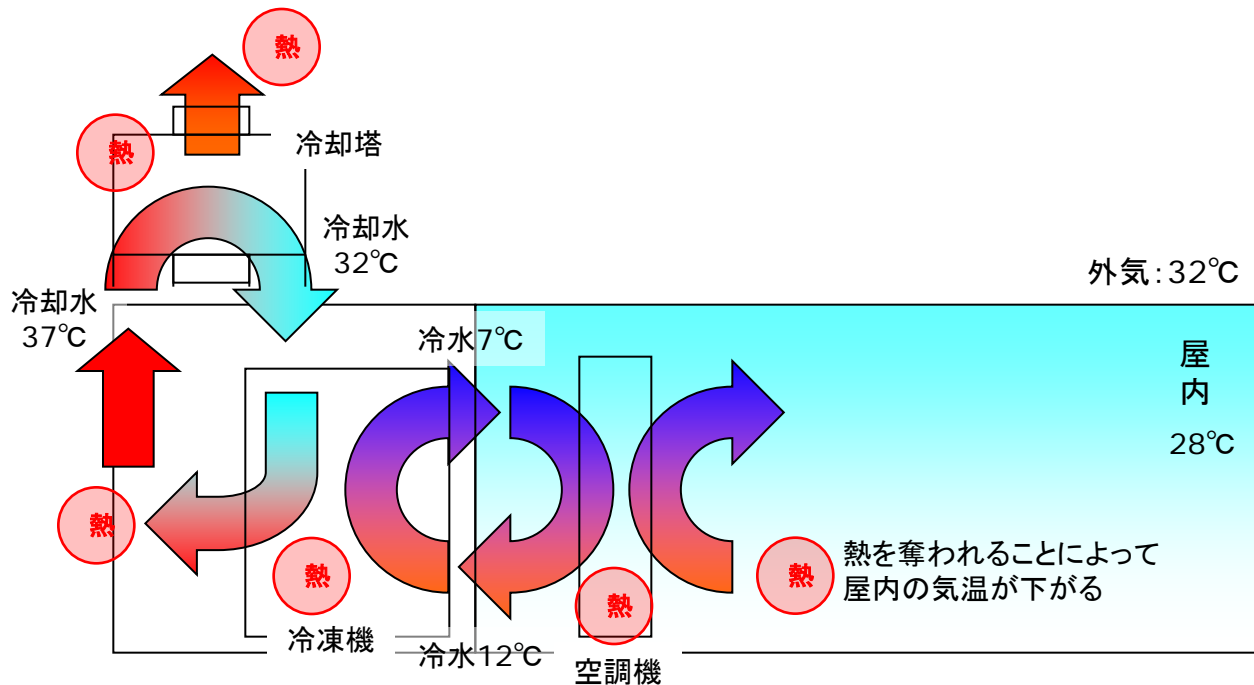 熱
熱
冷却塔
冷却水
32℃
外気：32℃
冷却水
37℃
冷水7℃
屋
内
28℃
熱
熱
熱
熱
熱を奪われることによって
屋内の気温が下がる
冷凍機
冷水12℃
空調機